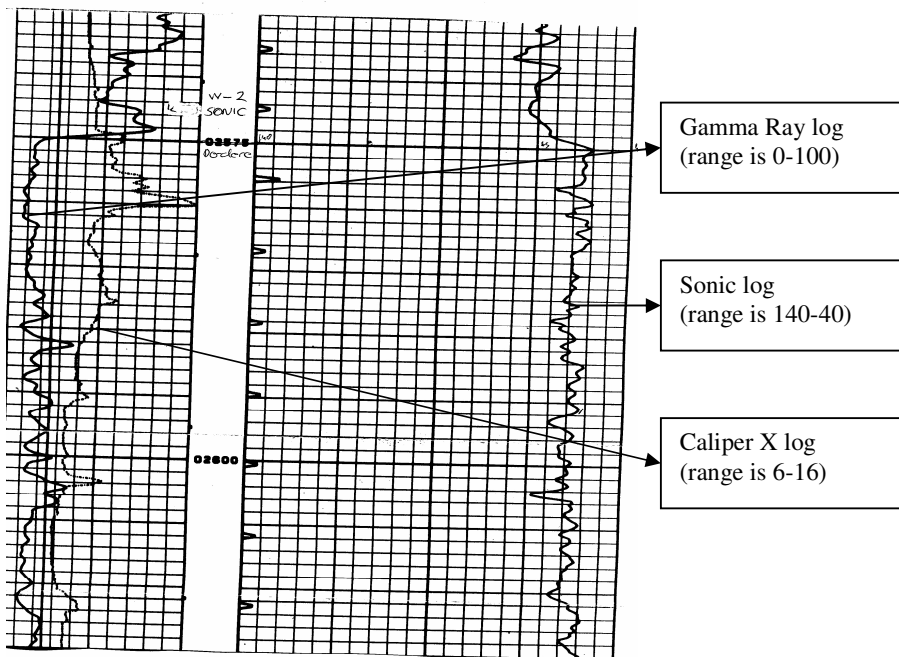 W-2
SONIC
02575
140
02600
Gamma Ray log
(range is 0-100)
Sonic log
(range is 140-40)
Caliper X log
(range is 6-16)